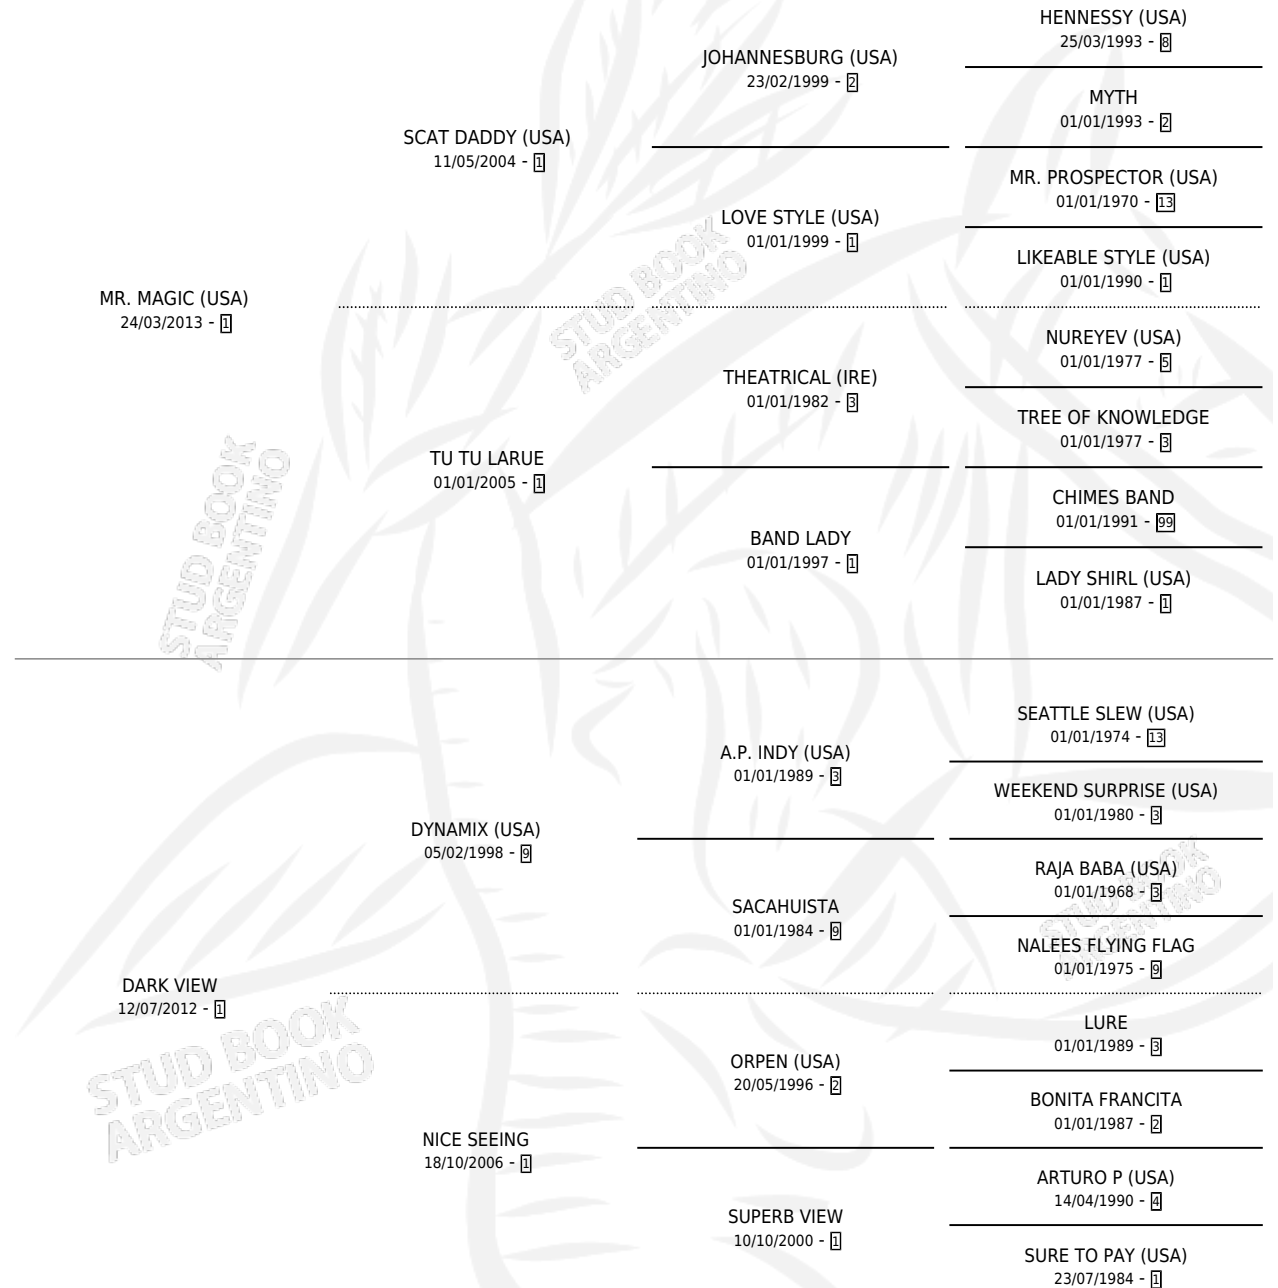 HENNESSY (USA)
25/03/1993 - 8
JOHANNESBURG (USA)
23/02/1999 - 2
MYTH
01/01/1993 - 2
SCAT DADDY (USA)
11/05/2004 - 1
MR. PROSPECTOR (USA)
01/01/1970 - 13
LOVE STYLE (USA)
01/01/1999 - 1
LIKEABLE STYLE (USA)
01/01/1990 - 1
MR. MAGIC (USA)
24/03/2013 - 1
NUREYEV (USA)
01/01/1977 - 5
THEATRICAL (IRE)
01/01/1982 - 3
TREE OF KNOWLEDGE
01/01/1977 - 3
TU TU LARUE
01/01/2005 - 1
CHIMES BAND
01/01/1991 - 99
BAND LADY
01/01/1997 - 1
LADY SHIRL (USA)
01/01/1987 - 1
STUD BOOK
ARGENTINO
STUD BOOK
ARGENTINO
SEATTLE SLEW (USA)
01/01/1974 - 13
A.P. INDY (USA)
01/01/1989 - 3
WEEKEND SURPRISE (USA)
01/01/1980 - 3
DYNAMIX (USA)
05/02/1998 - 9
RAJA BABA (USA)
01/01/1968 - 3
SACAHUISTA
01/01/1984 - 9
NALEES FLYING FLAG
01/01/1975 - 9
DARK VIEW
12/07/2012 - 1
LURE
01/01/1989 - 3
ORPEN (USA)
20/05/1996 - 2
BONITA FRANCITA
01/01/1987 - 2
NICE SEEING
18/10/2006 - 1
ARTURO P (USA)
14/04/1990 - 4
SUPERB VIEW
10/10/2000 - 1
SURE TO PAY (USA)
23/07/1984 - 1
STUD BOOK
ARGENTINO
STUD BOOK
ARGENTINO